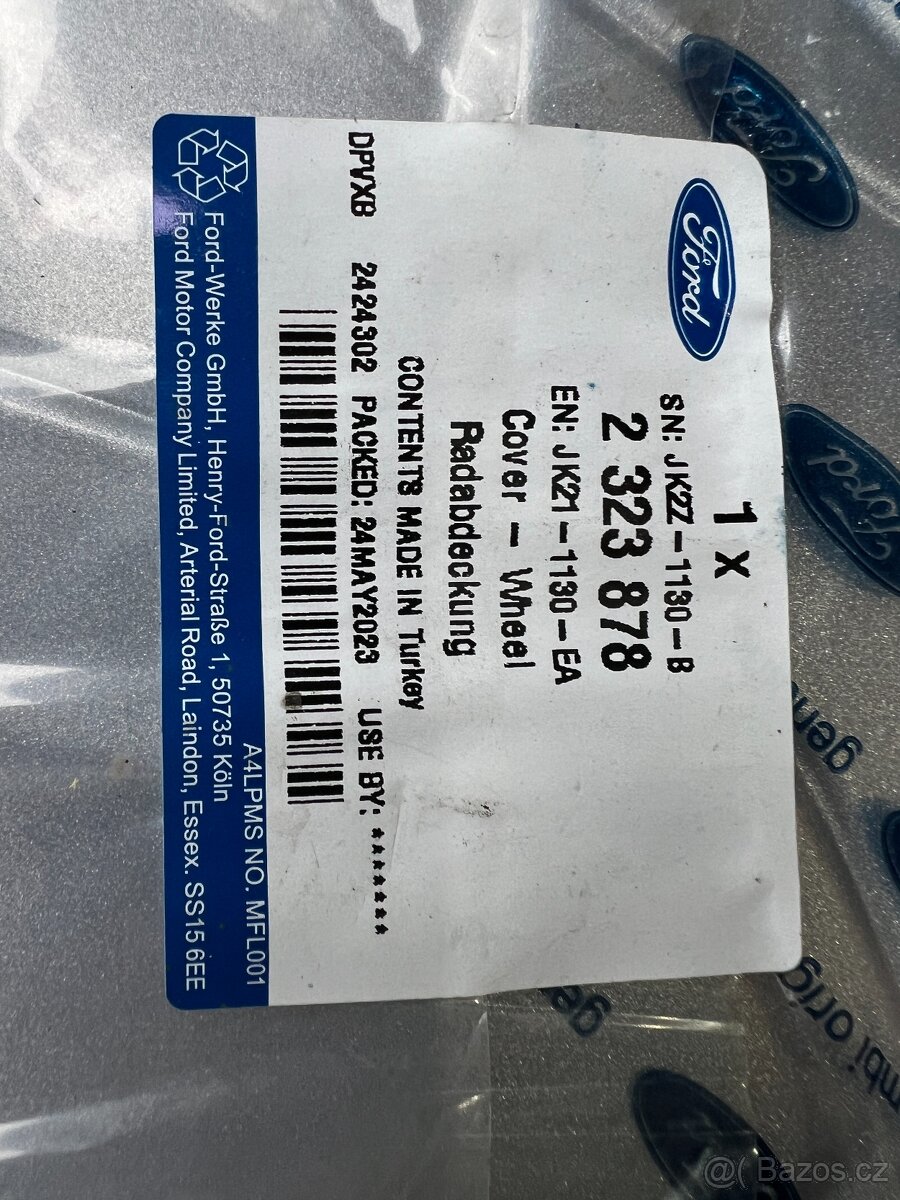 Ford
1 x
SN: JK2Z-1130-B
2 323 878
EN: JK21-1130-EA
Cover - Wheel
Radabdeckung
CONTENTS MADE IN Turkey
DPVXB 2424302 PACKED: 24MAY2023 USE BY: *******
A4LPMS NO. MFL001
Ford-Werke GmbH, Henry-Ford-Straße 1, 50735 Köln
Ford Motor Company Limited, Arterial Road, Laindon, Essex. SS15 6EE
Ford
Ford
@( Bazos.cz